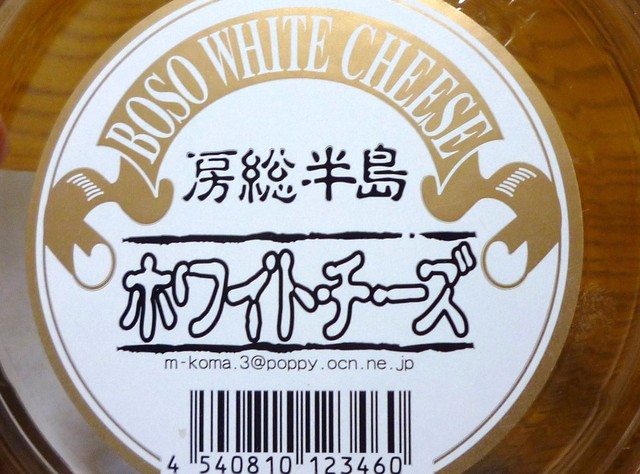 BOSO WHITE CHEESE
房総半島
ホワイト・チーズ
m-koma.3@poppy.ocn.ne.jp
4 540810 123460